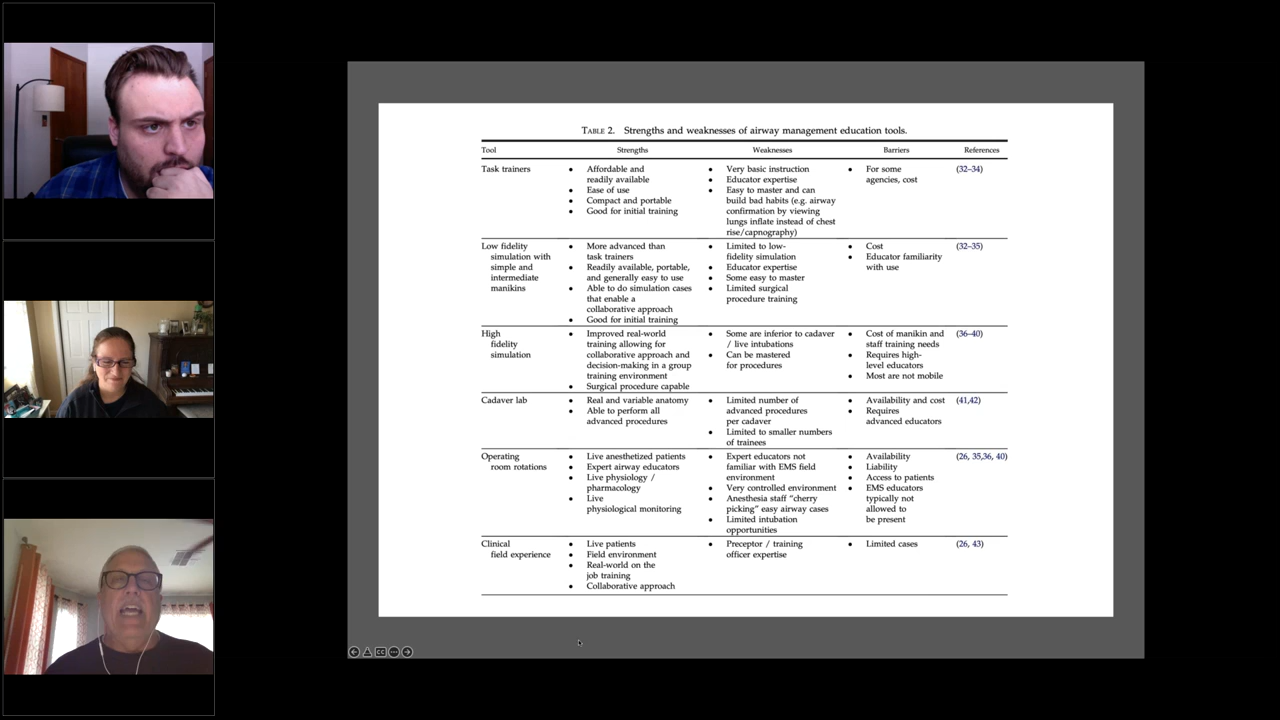 TABLE 2. Strengths and weaknesses of airway management education tools.
Tool Strengths Weaknesses Barriers References
Task trainers
• Affordable and
readily available
• Ease of use
• Compact and portable
• Good for initial training
• Very basic instruction
• Educator expertise
• Easy to master and can
build bad habits (e.g. airway
confirmation by viewing
lungs inflate instead of chest
rise/capnography)
• For some
agencies, cost
(32–34)
Low fidelity
simulation with
simple and
intermediate
manikins
• More advanced than
task trainers
• Readily available, portable,
and generally easy to use
• Able to do simulation cases
that enable a
collaborative approach
• Good for initial training
• Limited to low-
fidelity simulation
• Educator expertise
• Some easy to master
• Limited surgical
procedure training
• Cost
• Educator familiarity
with use
(32–35)
High
fidelity
simulation
• Improved real-world
training allowing for
collaborative approach and
decision-making in a group
training environment
• Surgical procedure capable
• Some are inferior to cadaver
/ live intubations
• Can be mastered
for procedures
• Cost of manikin and
staff training needs
• Requires high-
level educators
• Most are not mobile
(36–40)
Cadaver lab
• Real and variable anatomy
• Able to perform all
advanced procedures
• Limited number of
advanced procedures
per cadaver
• Limited to smaller numbers
of trainees
• Availability and cost
• Requires
advanced educators
(41,42)
Operating
room rotations
• Live anesthetized patients
• Expert airway educators
• Live physiology /
pharmacology
• Live
physiological monitoring
• Expert educators not
familiar with EMS field
environment
• Very controlled environment
• Anesthesia staff “cherry
picking” easy airway cases
• Limited intubation
opportunities
• Availability
• Liability
• Access to patients
• EMS educators
typically not
allowed to
be present
(26, 35,36, 40)
Clinical
field experience
• Live patients
• Field environment
• Real-world on the
job training
• Collaborative approach
• Preceptor / training
officer expertise
• Limited cases
(26, 43)
CC